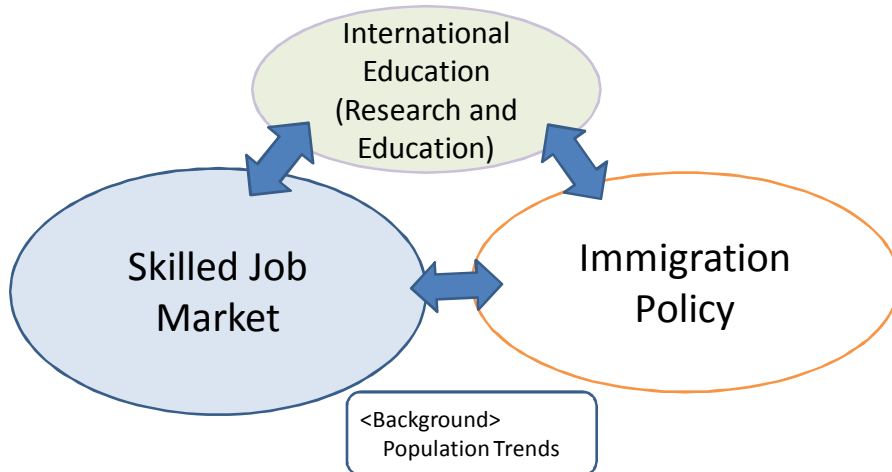 International
Education
(Research and
Education)
Skilled Job
Market
Immigration
Policy
<Background>
Population Trends